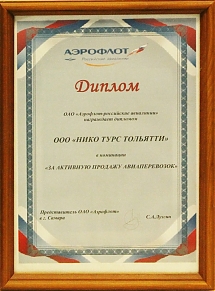 АЭРОФЛОТ
Российские авиалинии
Диплом
ОАО «Аэрофлот-российские авиалинии»
награждает дипломом
ООО «НИКО ТУРС ТОЛЬЯТТИ»
в номинации
«ЗА АКТИВНУЮ ПРОДАЖУ АВИАПЕРЕВОЗОК»
Представитель ОАО «Аэрофлот»
в г. Самара